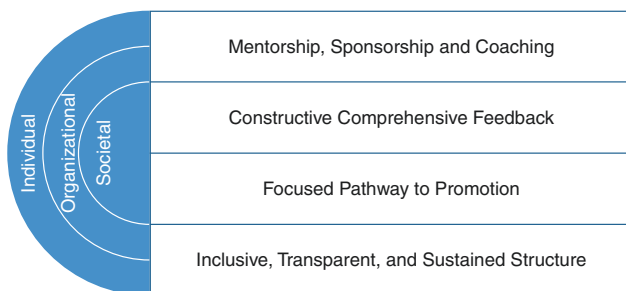 Individual
Organizational
Societal
Mentorship, Sponsorship and Coaching
Constructive Comprehensive Feedback
Focused Pathway to Promotion
Inclusive, Transparent, and Sustained Structure